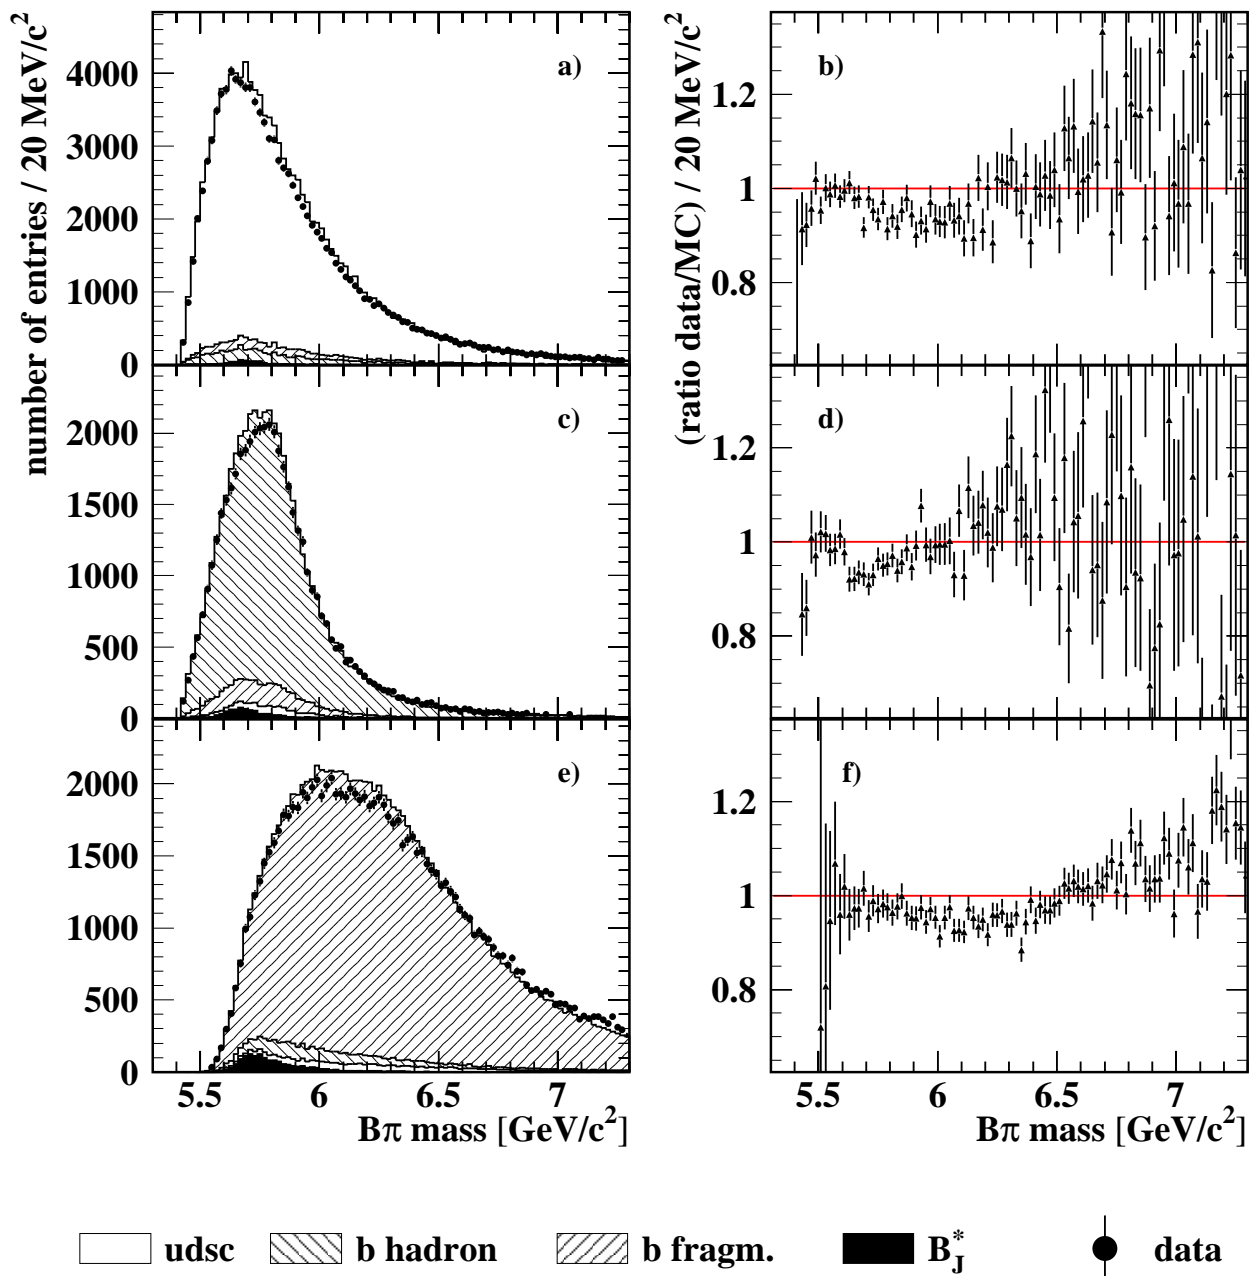 number of entries / 20 MeV/c²
a)
4000
3000
2000
1000
0
c)
2000
1500
1000
500
0
e)
2000
1500
1000
500
0
5.5 6 6.5 7
Bπ mass [GeV/c²]
(ratio data/MC) / 20 MeV/c²
b)
1.2
1
0.8
d)
1.2
1
0.8
f)
1.2
1
0.8
5.5 6 6.5 7
Bπ mass [GeV/c²]
udsc b hadron b fragm. B*J data